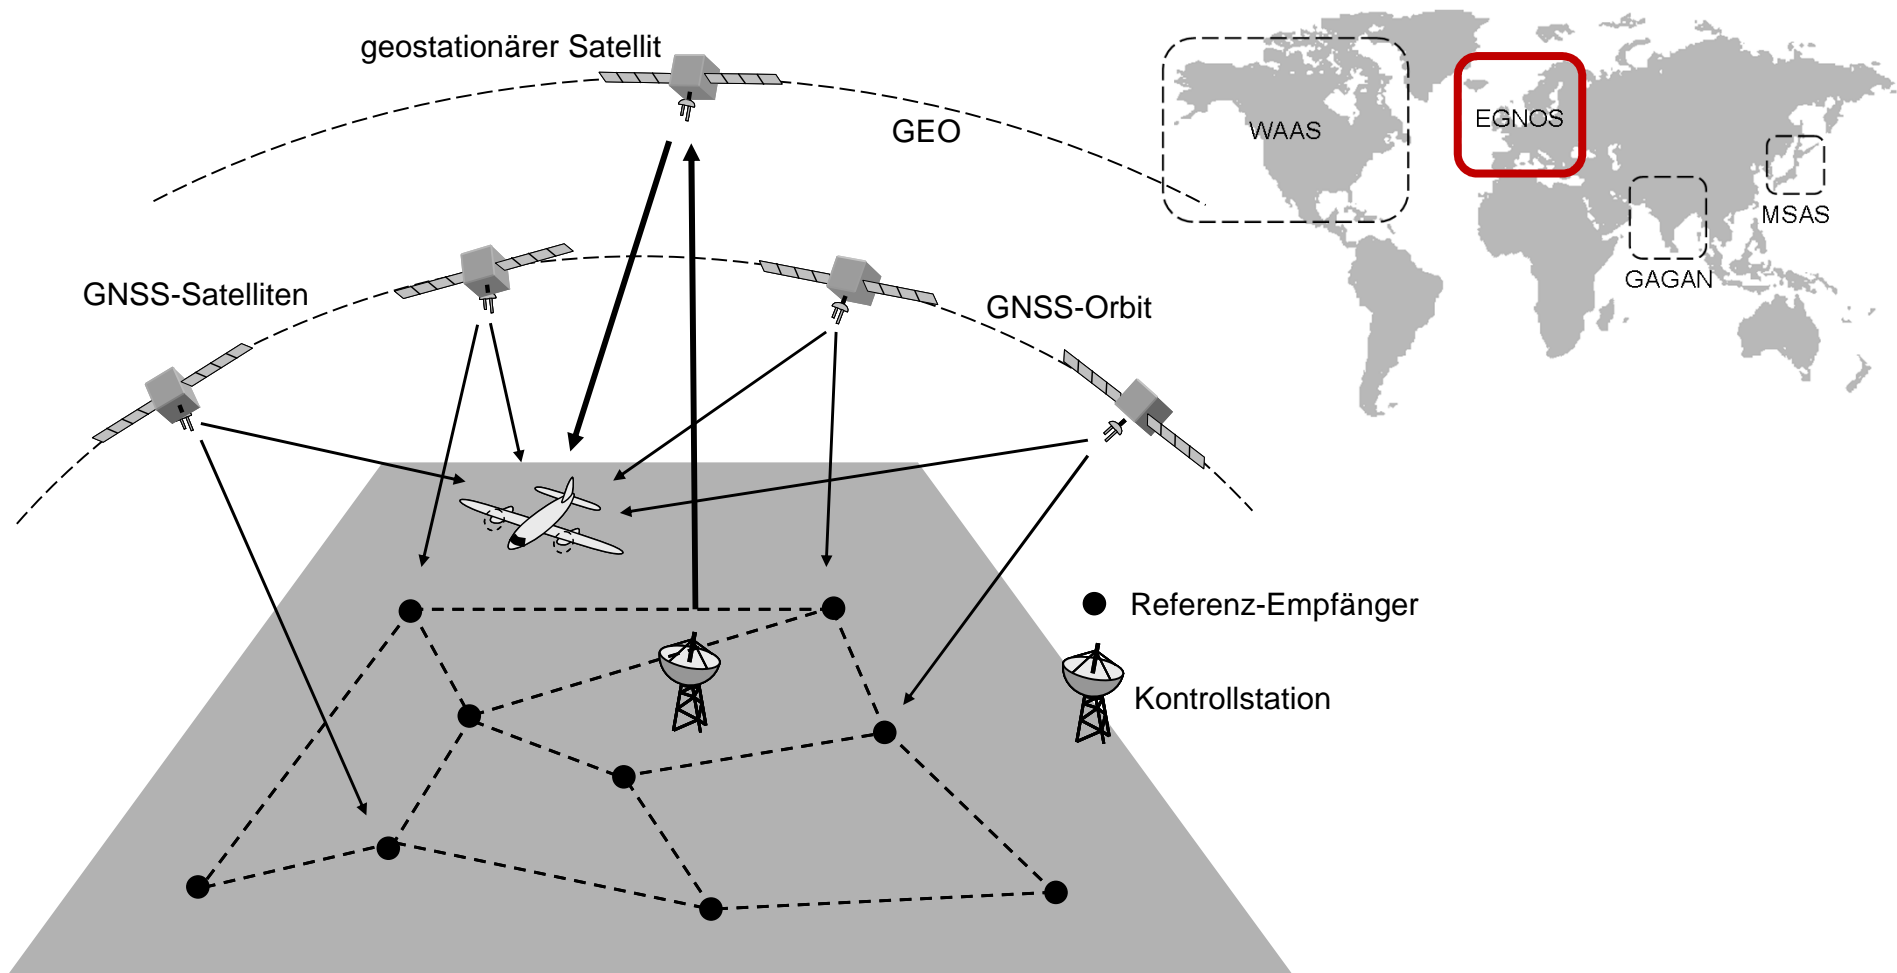 geostationärer Satellit
GEO
GNSS-Satelliten
GNSS-Orbit
Referenz-Empfänger
Kontrollstation
WAAS
EGNOS
MSAS
GAGAN